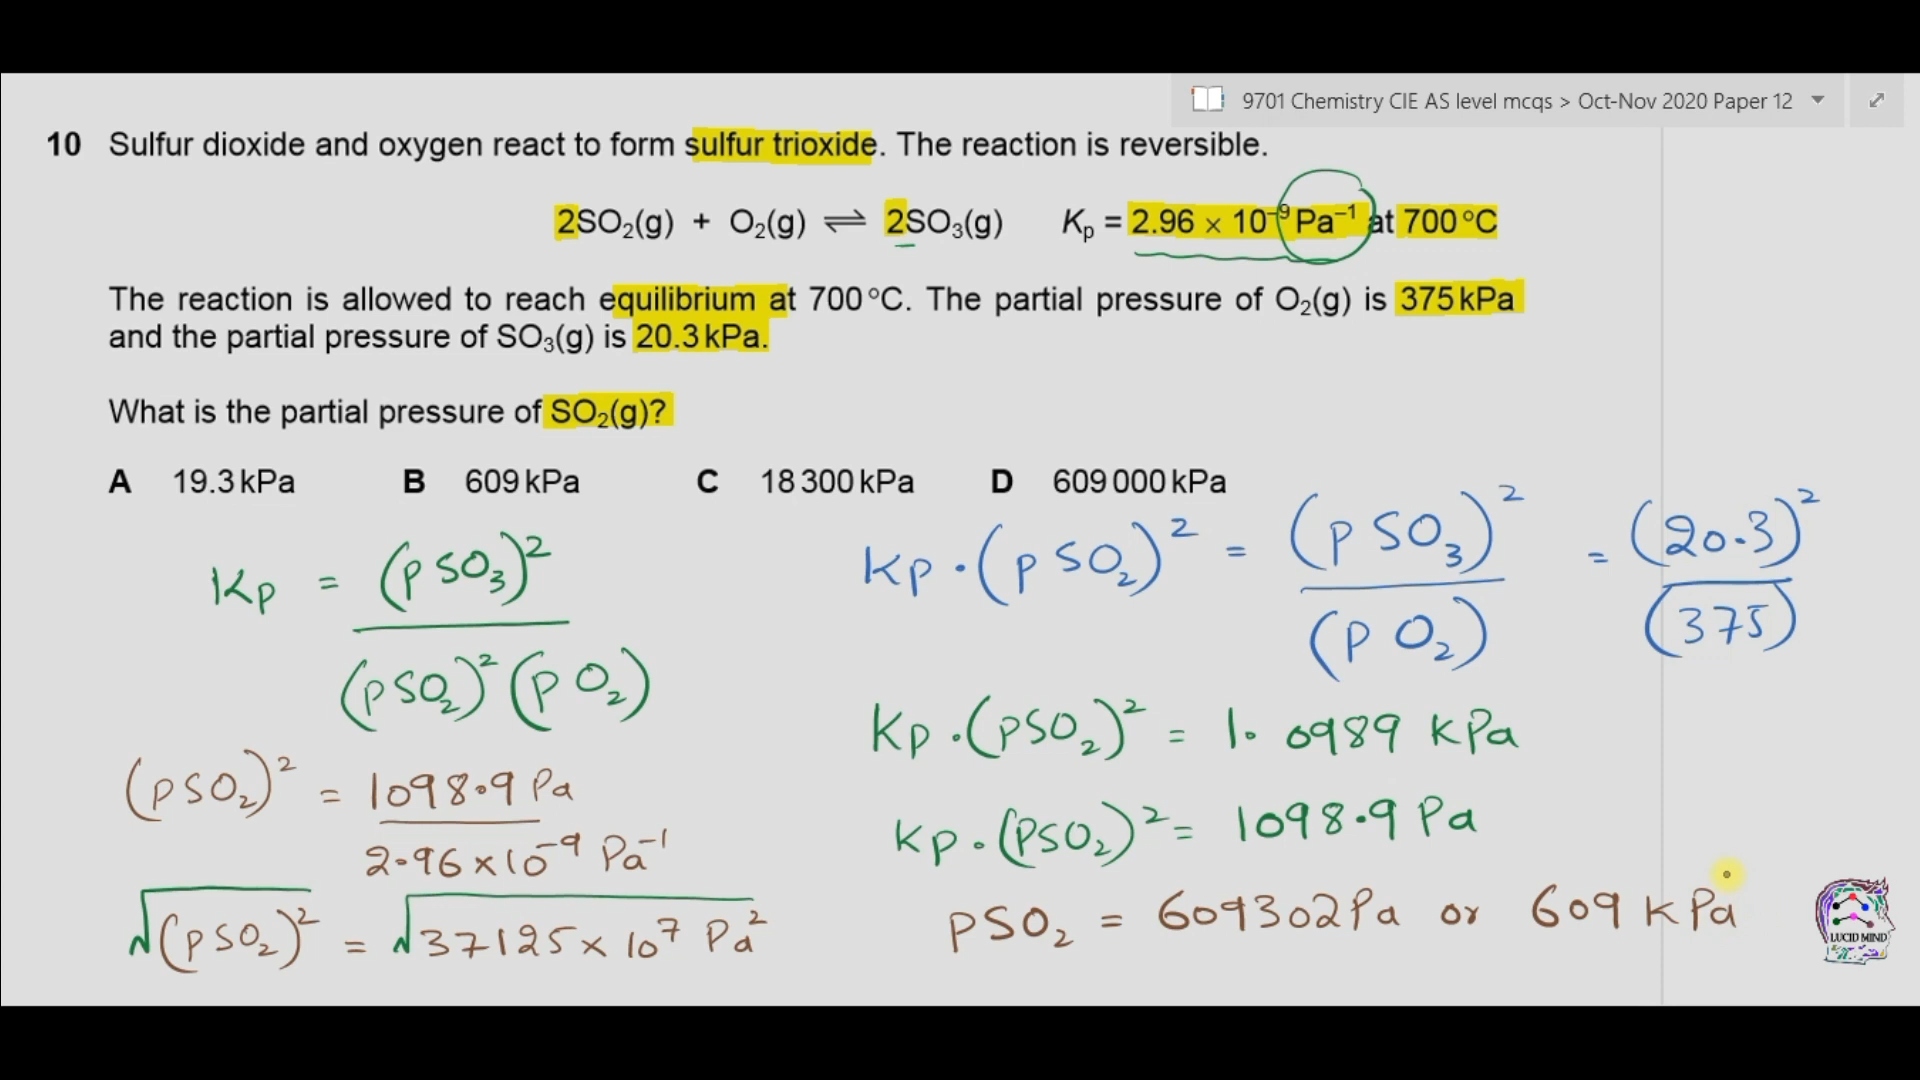 9701 Chemistry CIE AS level mcqs > Oct-Nov 2020 Paper 12
10 Sulfur dioxide and oxygen react to form sulfur trioxide. The reaction is reversible.
2SO₂(g) + O₂(g) ⇌ 2SO₃(g) Kₚ = 2.96 × 10⁻⁹ Pa⁻¹ at 700 °C
The reaction is allowed to reach equilibrium at 700 °C. The partial pressure of O₂(g) is 375 kPa
and the partial pressure of SO₃(g) is 20.3 kPa.
What is the partial pressure of SO₂(g)?
A 19.3 kPa B 609 kPa C 18 300 kPa D 609 000 kPa
Kp = (pSO₃)² / (pSO₂)² (pO₂)
Kp · (pSO₂)² = (pSO₃)² / (pO₂) = (20.3)² / (375)
Kp · (pSO₂)² = 1.0989 kPa
Kp · (pSO₂)² = 1098.9 Pa
(pSO₂)² = 1098.9 Pa / 2.96 × 10⁻⁹ Pa⁻¹
√(pSO₂)² = √37125 × 10⁷ Pa²
pSO₂ = 609302 Pa or 609 kPa
LUCID MIND